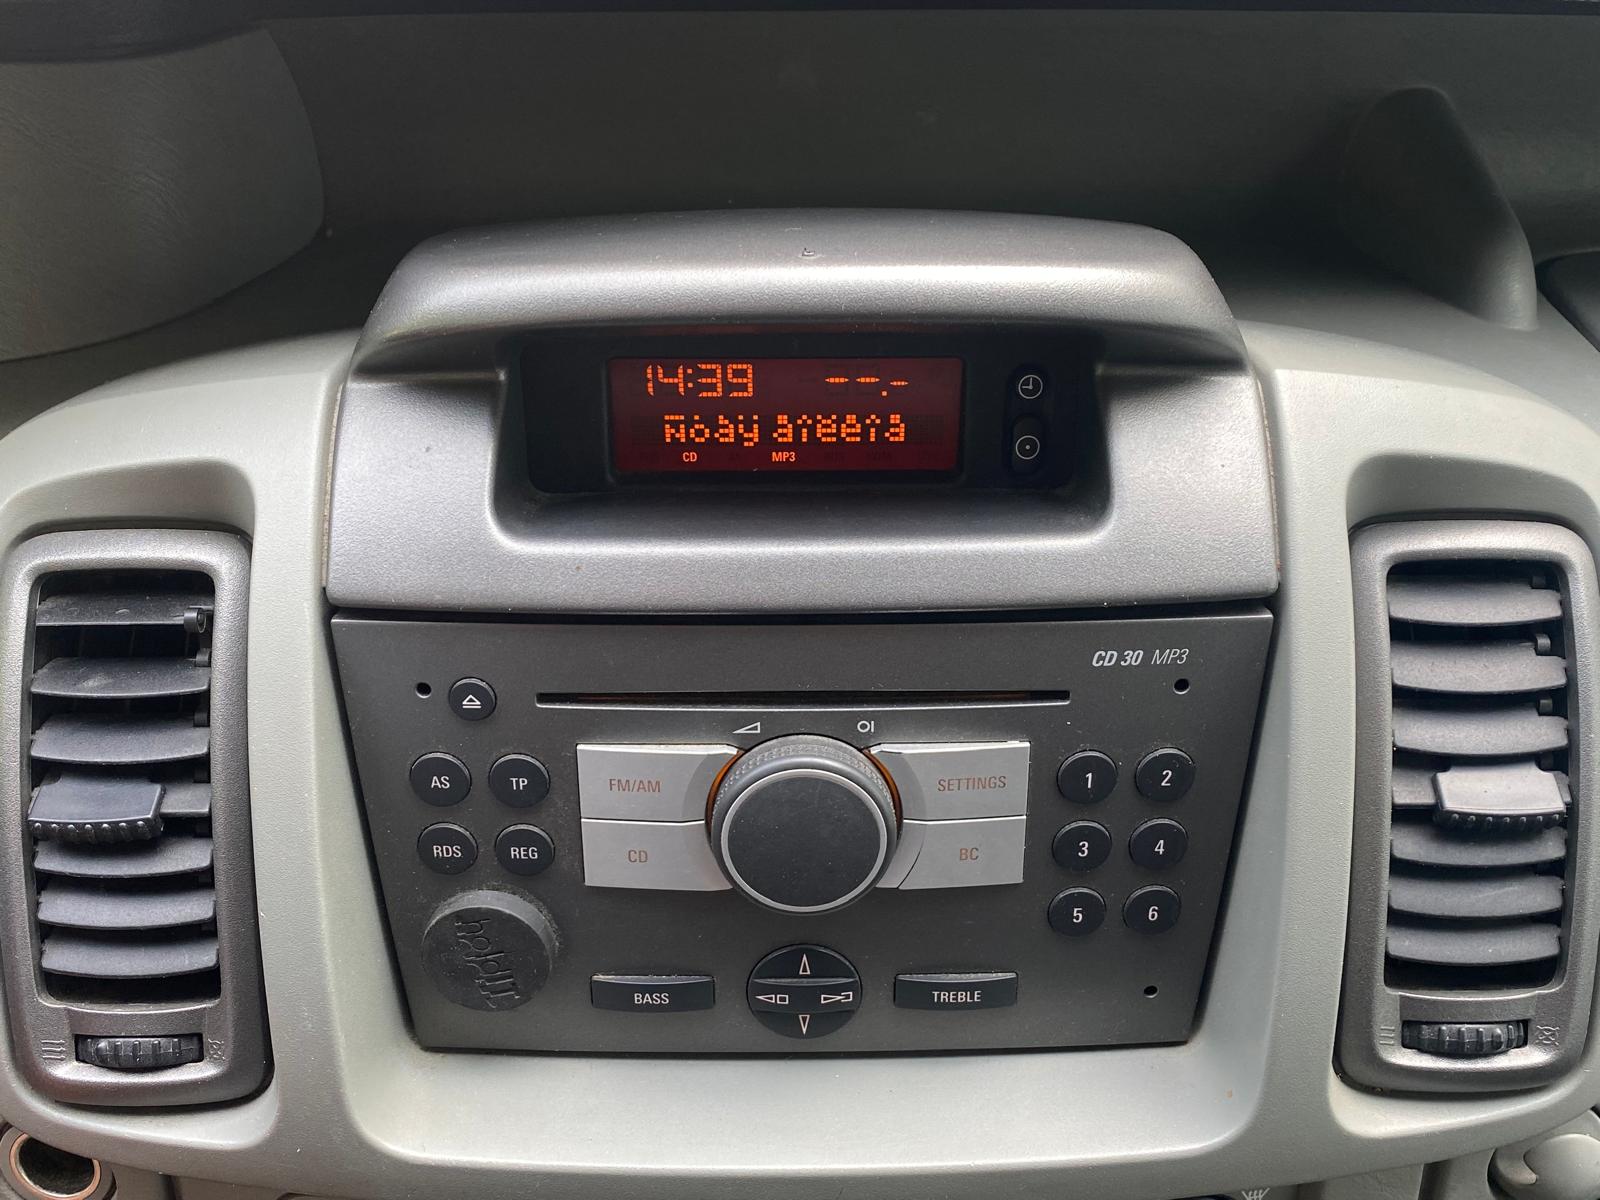 14:39 --.-
CD MP3
CD 30 MP3
AS TP
FM/AM SETTINGS
1 2
RDS REG
CD BC
3 4
5 6
BASS TREBLE